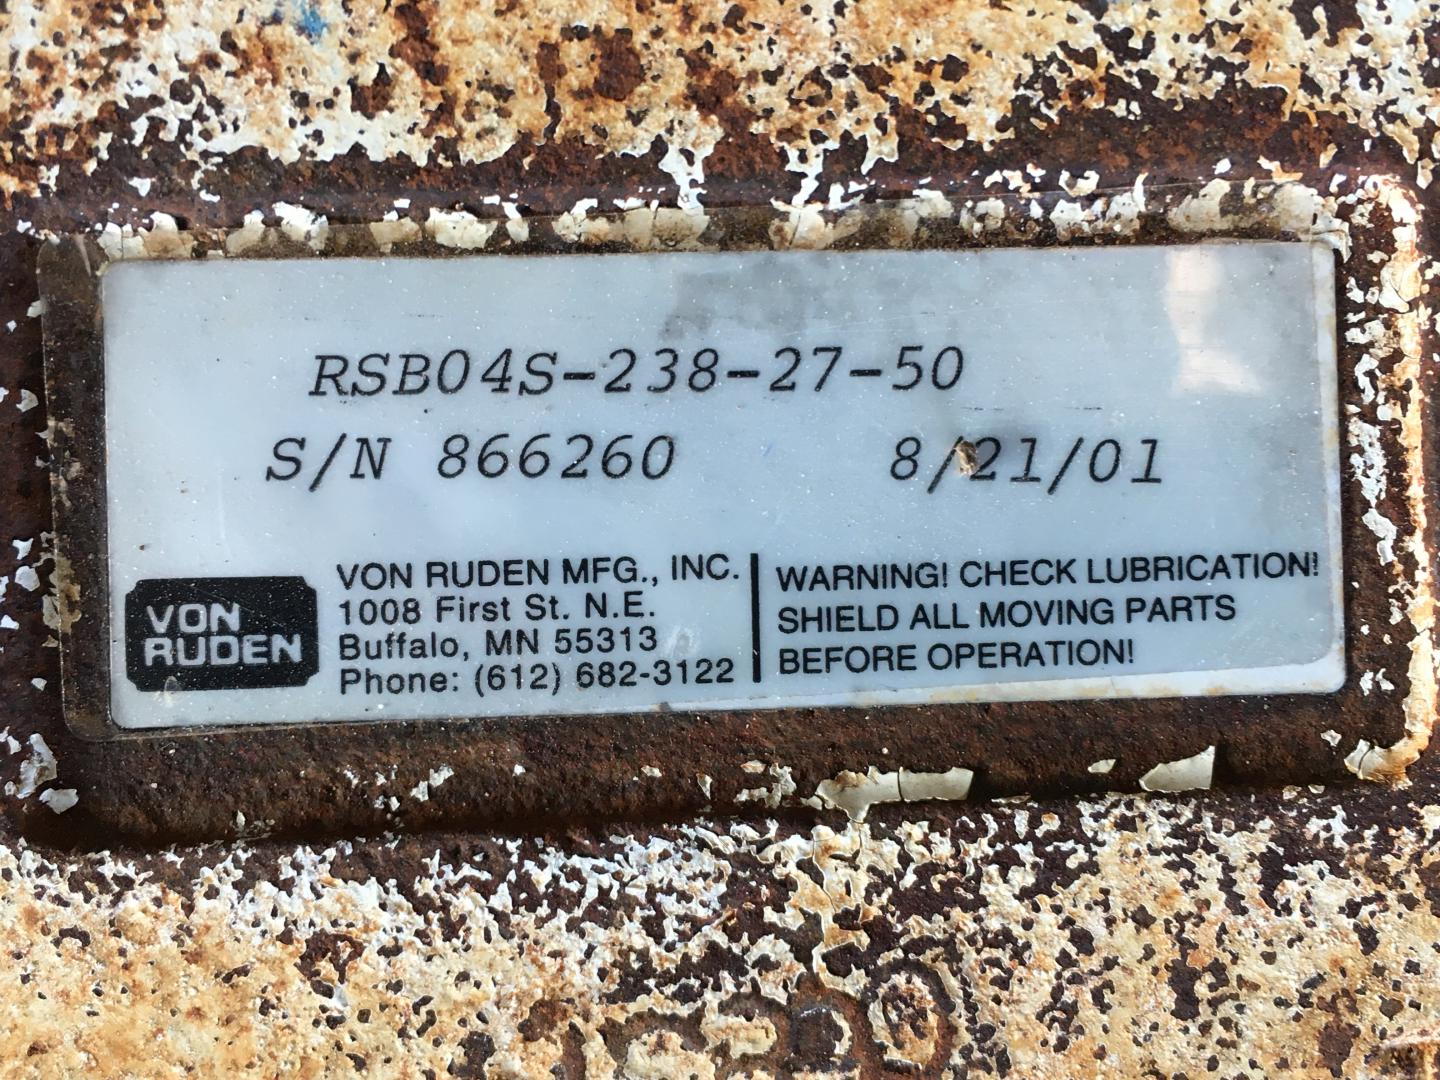 RSB04S-238-27-50
S/N 866260 8/21/01
VON
RUDEN
VON RUDEN MFG., INC.
1008 First St. N.E.
Buffalo, MN 55313
Phone: (612) 682-3122
WARNING! CHECK LUBRICATION!
SHIELD ALL MOVING PARTS
BEFORE OPERATION!